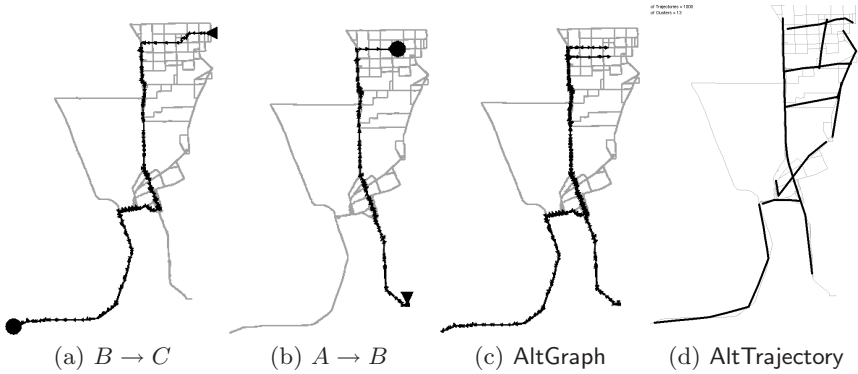 of Trajectories = 1000
of Clusters = 13
(a) B → C
(b) A → B
(c) AltGraph
(d) AltTrajectory